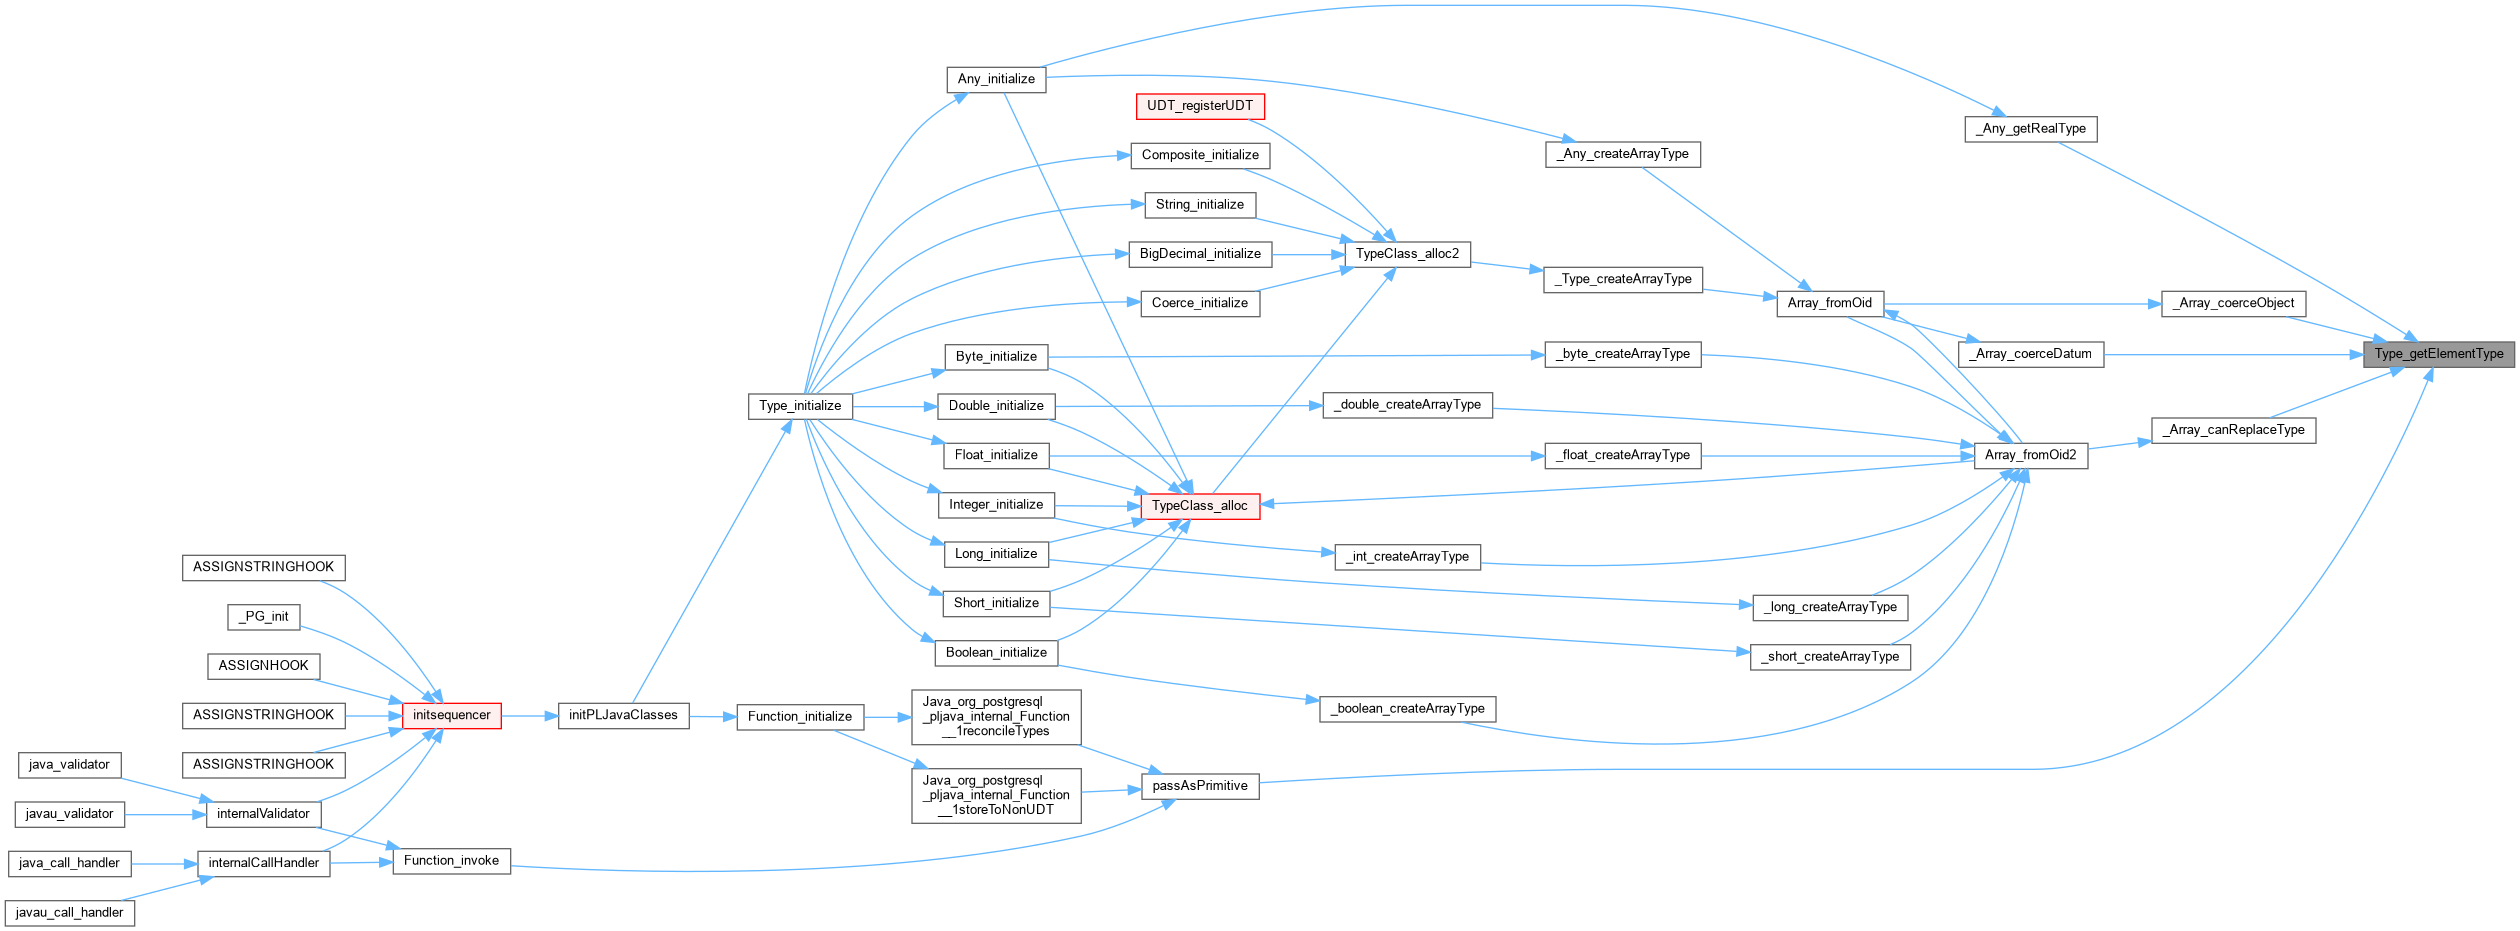 Any_initialize
UDT_registerUDT
_Any_getRealType
_Any_createArrayType
Composite_initialize
String_initialize
BigDecimal_initialize
TypeClass_alloc2
_Type_createArrayType
Coerce_initialize
Array_fromOid
_Array_coerceObject
Byte_initialize
_byte_createArrayType
_Array_coerceDatum
Type_getElementType
Type_initialize
Double_initialize
_double_createArrayType
_Array_canReplaceType
Float_initialize
_float_createArrayType
Array_fromOid2
Integer_initialize
TypeClass_alloc
Long_initialize
_int_createArrayType
ASSIGNSTRINGHOOK
Short_initialize
_long_createArrayType
_PG_init
Boolean_initialize
_short_createArrayType
ASSIGNHOOK
ASSIGNSTRINGHOOK
initsequencer
initPLJavaClasses
Function_initialize
Java_org_postgresql
_pljava_internal_Function
__1reconcileTypes
_boolean_createArrayType
ASSIGNSTRINGHOOK
java_validator
Java_org_postgresql
_pljava_internal_Function
__1storeToNonUDT
passAsPrimitive
javau_validator
internalValidator
java_call_handler
internalCallHandler
Function_invoke
javau_call_handler